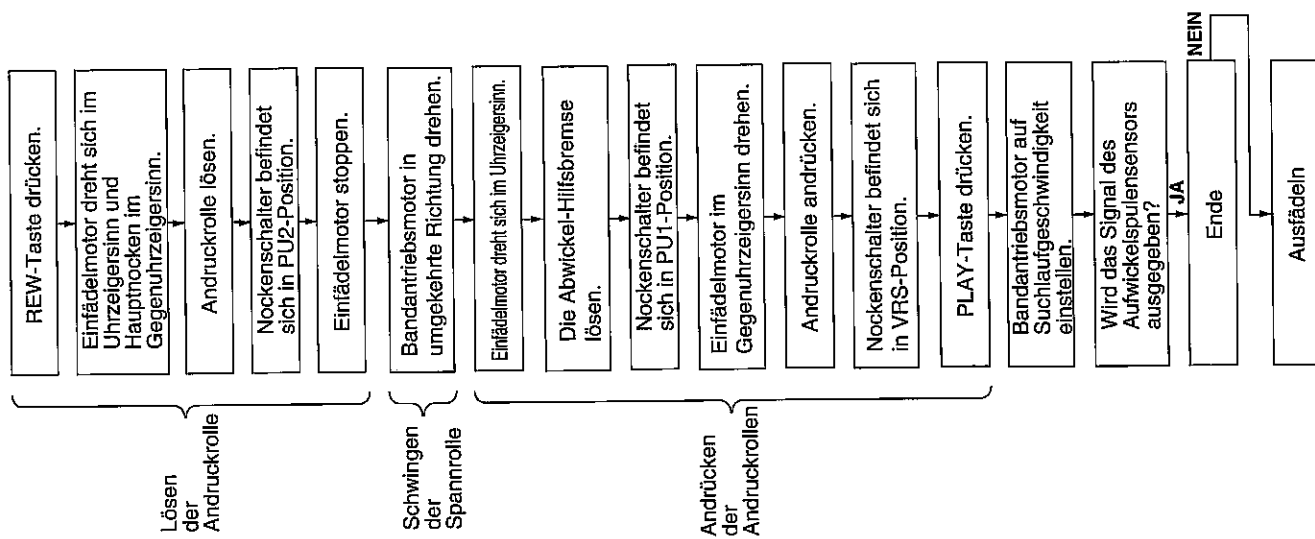 REW-Taste drücken.
Einfädelmotor dreht sich im
Uhrzeigersinn und
Hauptnocken im
Gegenuhrzeigersinn.
Andruckrolle lösen.
Nockenschalter befindet
sich in PU2-Position.
Einfädelmotor stoppen.
Lösen
der
Andruckrolle
Bandantriebsmotor in
umgekehrte Richtung drehen.
Schwingen
der
Spannrolle
Einfädelmotor dreht sich im Uhrzeigersinn.
Die Abwickel-Hilfsbremse
lösen.
Nockenschalter befindet
sich in PU1-Position.
Einfädelmotor im
Gegenuhrzeigersinn drehen.
Andruckrolle andrücken.
Nockenschalter befindet sich
in VRS-Position.
PLAY-Taste drücken.
Andrücken
der
Andruckrollen
Bandantriebsmotor auf
Suchlaufgeschwindigkeit
einstellen.
Wird das Signal des
Aufwickelspulensensors
ausgegeben?
JA
NEIN
Ende
Ausfädeln